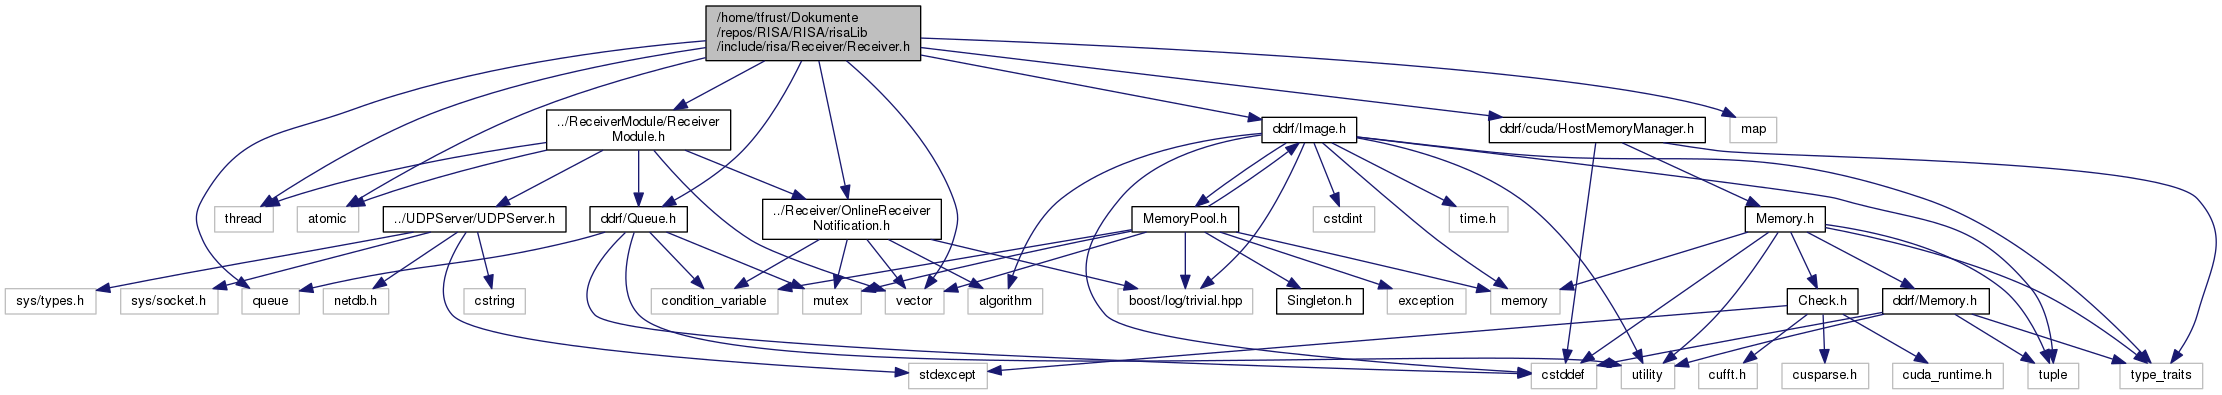 /home/tfrust/Dokumente
/repos/RISA/RISA/risaLib
/include/risa/Receiver/Receiver.h
../ReceiverModule/Receiver
Module.h
ddrf/Image.h
ddrf/cuda/HostMemoryManager.h
map
thread
atomic
../UDPServer/UDPServer.h
ddrf/Queue.h
../Receiver/OnlineReceiver
Notification.h
MemoryPool.h
cstdint
time.h
Memory.h
sys/types.h
sys/socket.h
queue
netdb.h
cstring
condition_variable
mutex
vector
algorithm
boost/log/trivial.hpp
Singleton.h
exception
memory
Check.h
ddrf/Memory.h
stdexcept
cstddef
utility
cufft.h
cusparse.h
cuda_runtime.h
tuple
type_traits